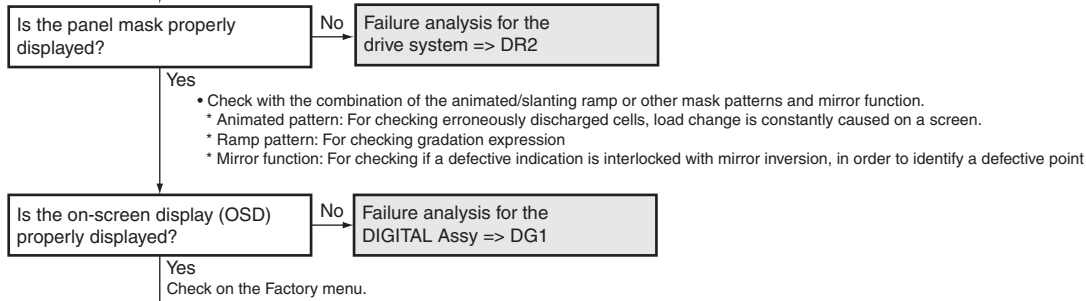 Is the panel mask properly
displayed?
No
Failure analysis for the
drive system => DR2
Yes
• Check with the combination of the animated/slanting ramp or other mask patterns and mirror function.
* Animated pattern: For checking erroneously discharged cells, load change is constantly caused on a screen.
* Ramp pattern: For checking gradation expression
* Mirror function: For checking if a defective indication is interlocked with mirror inversion, in order to identify a defective point
Is the on-screen display (OSD)
properly displayed?
No
Failure analysis for the
DIGITAL Assy => DG1
Yes
Check on the Factory menu.